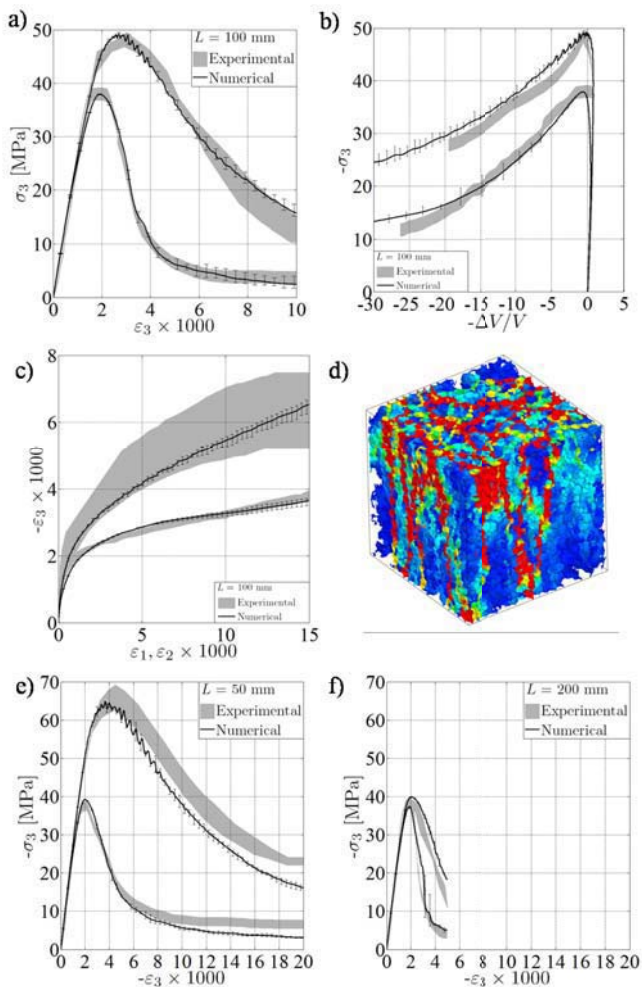 a)
L = 100 mm
Experimental
Numerical
σ₃ [MPa]
50
40
30
20
10
0
0 2 4 6 8 10
ε₃ × 1000
b)
-σ₃
50
40
30
20
10
0
L = 100 mm
Experimental
Numerical
-30 -25 -20 -15 -10 -5 0 5
-ΔV/V
c)
-ε₃ × 1000
8
6
4
2
0
L = 100 mm
Experimental
Numerical
0 5 10 15
ε₁, ε₂ × 1000
d)
e)
L = 50 mm
Experimental
Numerical
-σ₃ [MPa]
70
60
50
40
30
20
10
0
0 2 4 6 8 10 12 14 16 18 20
-ε₃ × 1000
f)
L = 200 mm
Experimental
Numerical
-σ₃ [MPa]
70
60
50
40
30
20
10
0
0 2 4 6 8 10 12 14 16 18 20
-ε₃ × 1000